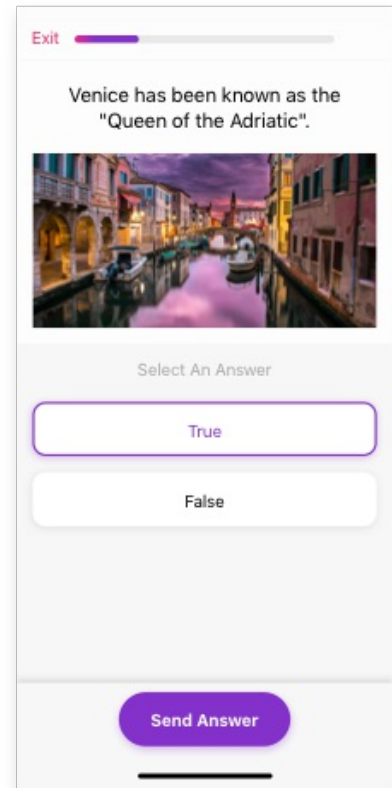 Exit
Venice has been known as the
"Queen of the Adriatic".
Select An Answer
True
False
Send Answer